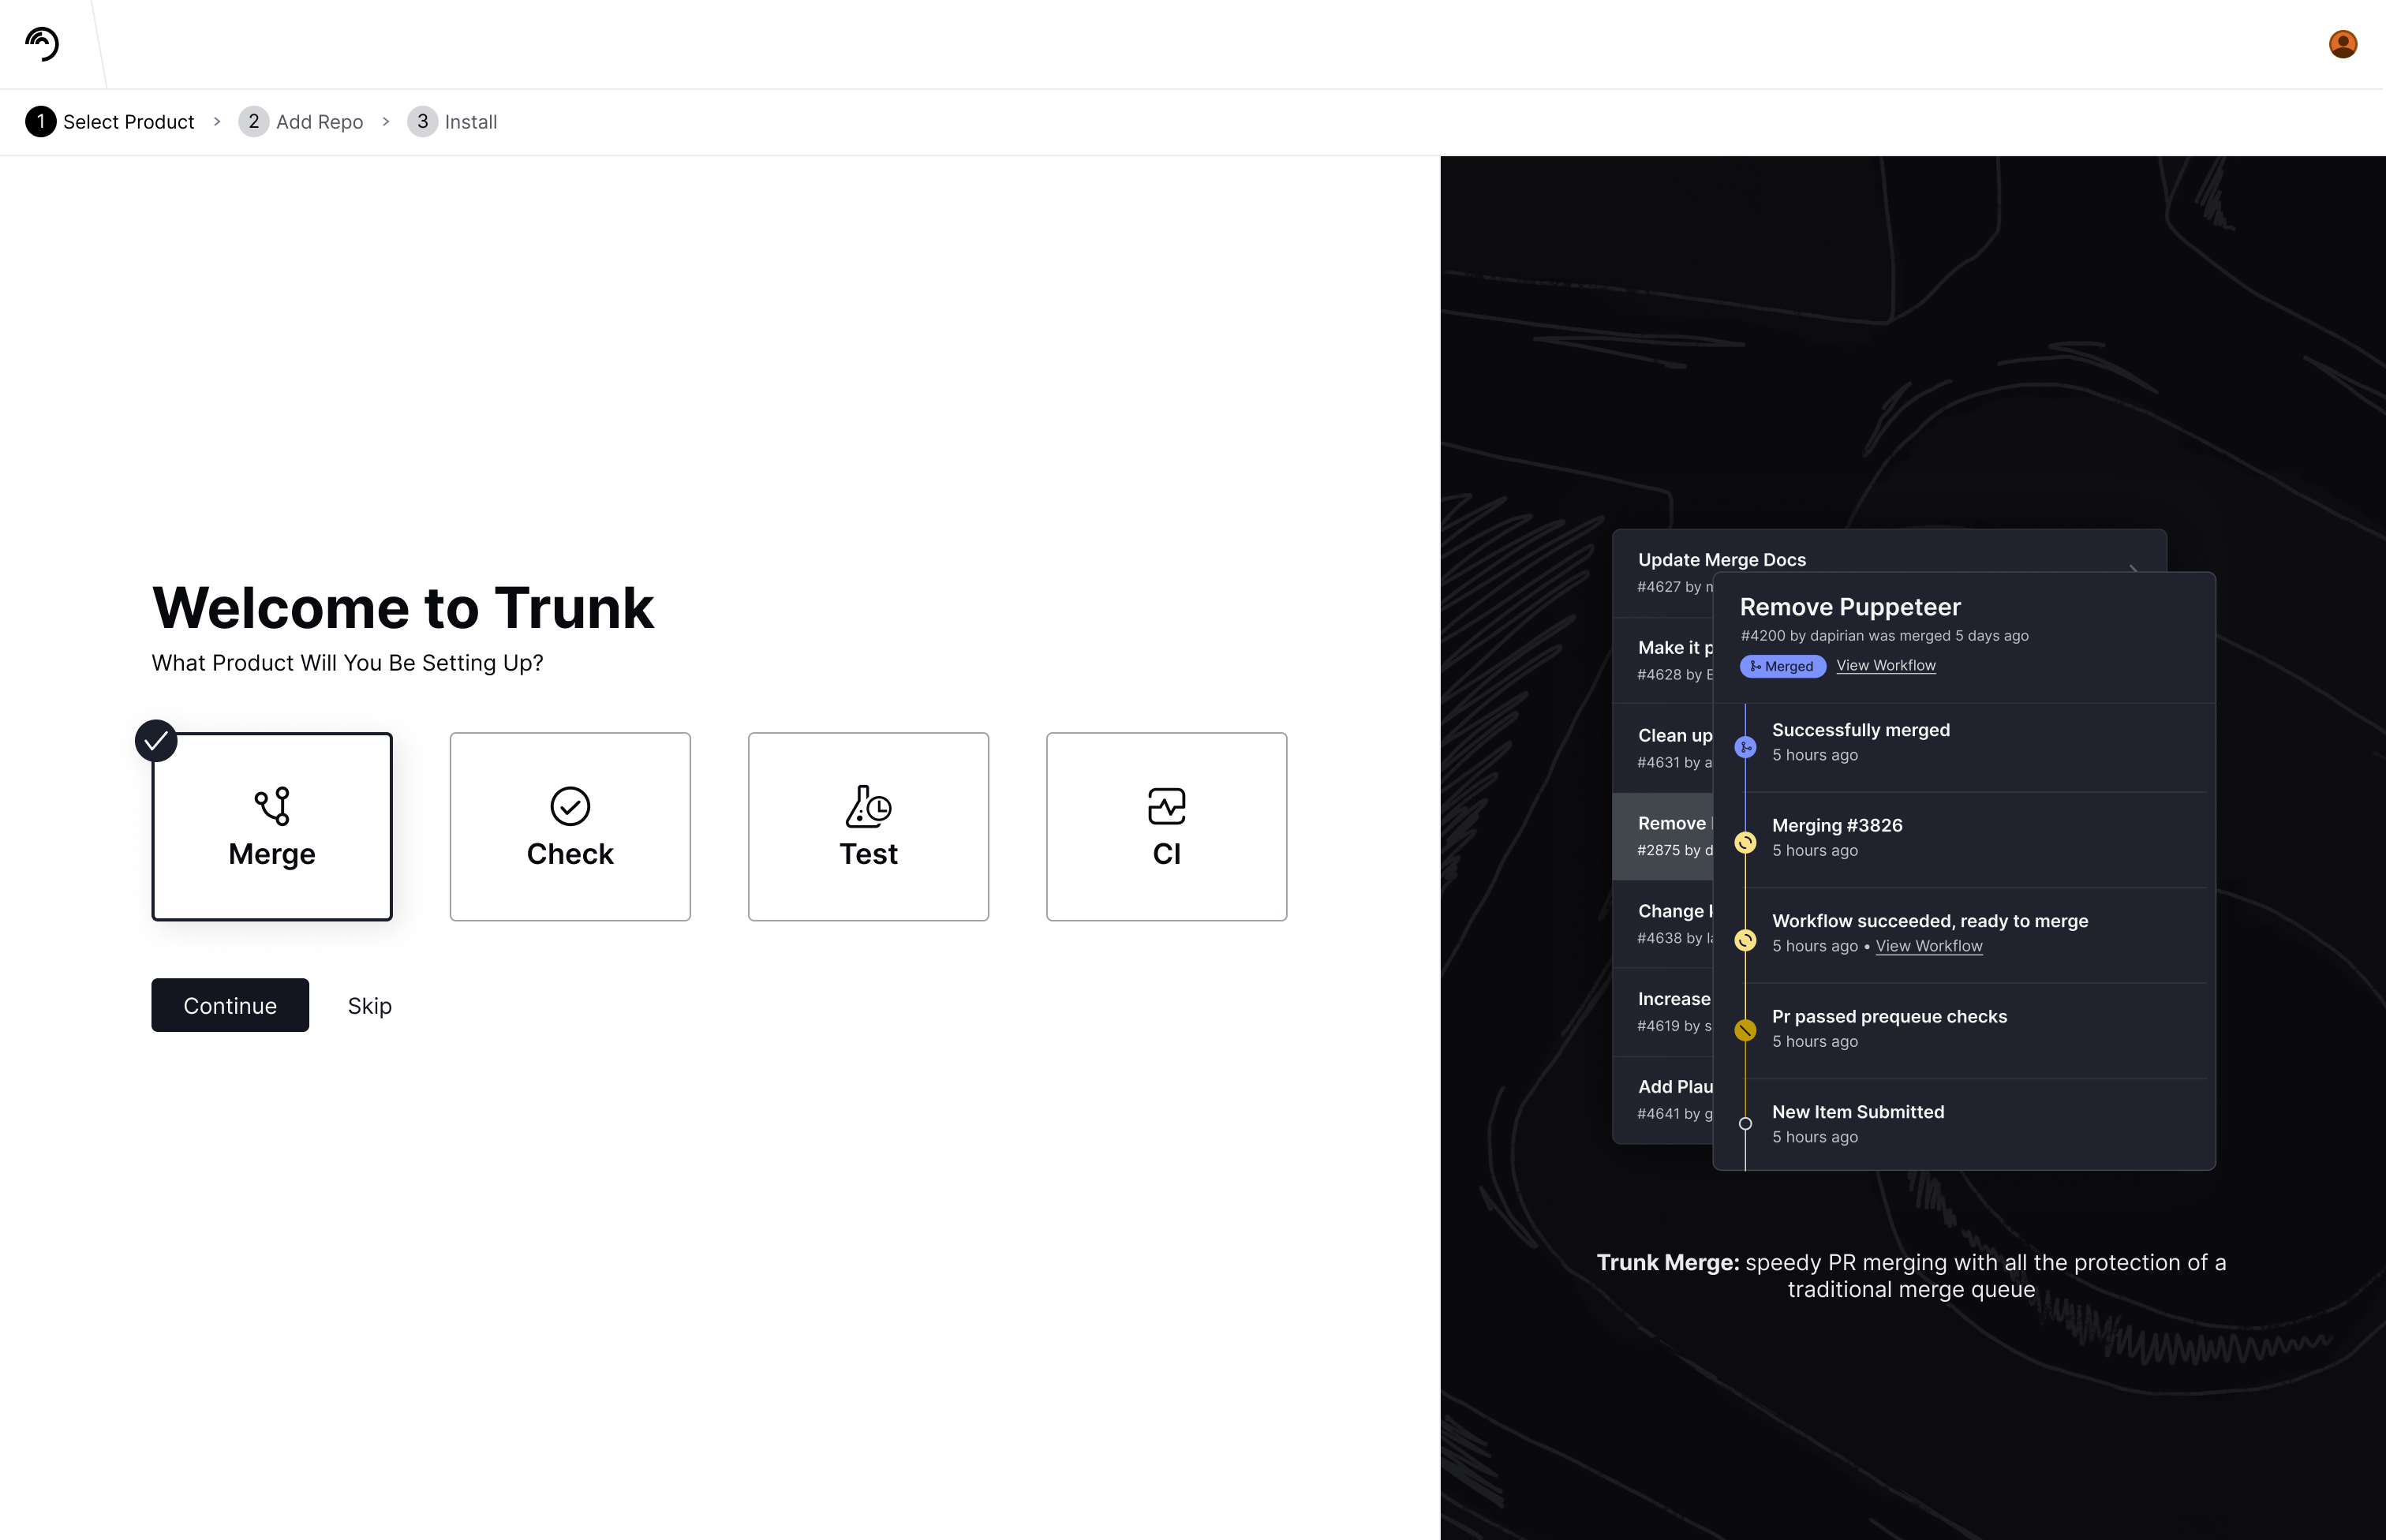 1 Select Product > 2 Add Repo > 3 Install
Welcome to Trunk
What Product Will You Be Setting Up?
Merge
Check
Test
CI
Continue
Skip
Update Merge Docs
#4627 by
Make it
#4628 by
Clean up
#4631 by
Remove
#2875 by
Change
#4638 by
Increase
#4619 by
Add
#4641 by
Remove Puppeteer
#4200 by dapirian was merged 5 days ago
Merged View Workflow
Successfully merged
5 hours ago
Merging #3826
5 hours ago
Workflow succeeded, ready to merge
5 hours ago • View Workflow
Pr passed prequeue checks
5 hours ago
New Item Submitted
5 hours ago
Trunk Merge: speedy PR merging with all the protection of a
traditional merge queue